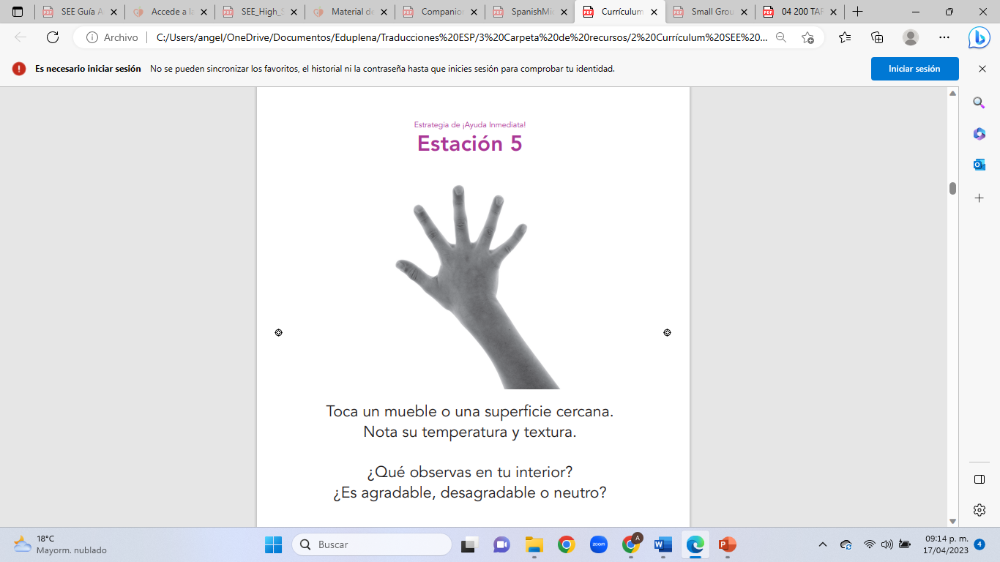 SEE Guía A
Accede a la
SEE_High_S
Material de
Companion
SpanishMi
Currículum
Small Grou
04 200 TAR
Archivo
C:/Users/angel/OneDrive/Documentos/Eduplena/Traducciones%20ESP/3%20Carpeta%20de%20recursos/2%20Currículum%20SEE%20...
Es necesario iniciar sesión No se pueden sincronizar los favoritos, el historial ni la contraseña hasta que inicies sesión para comprobar tu identidad.
Iniciar sesión
Estrategia de ¡Ayuda Inmediata!
Estación 5
Toca un mueble o una superficie cercana.
Nota su temperatura y textura.
¿Qué observas en tu interior?
¿Es agradable, desagradable o neutro?
18°C
Mayorm. nublado
Buscar
zoom
A
09:14 p. m.
17/04/2023
4